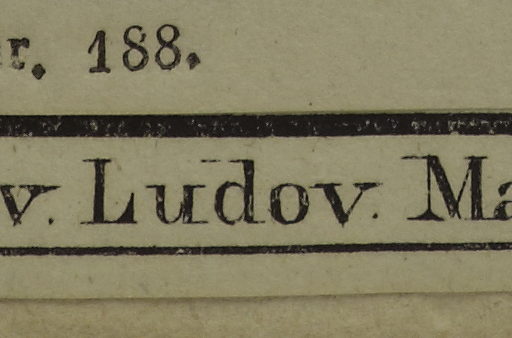 r. 188.
v. Ludov. Ma